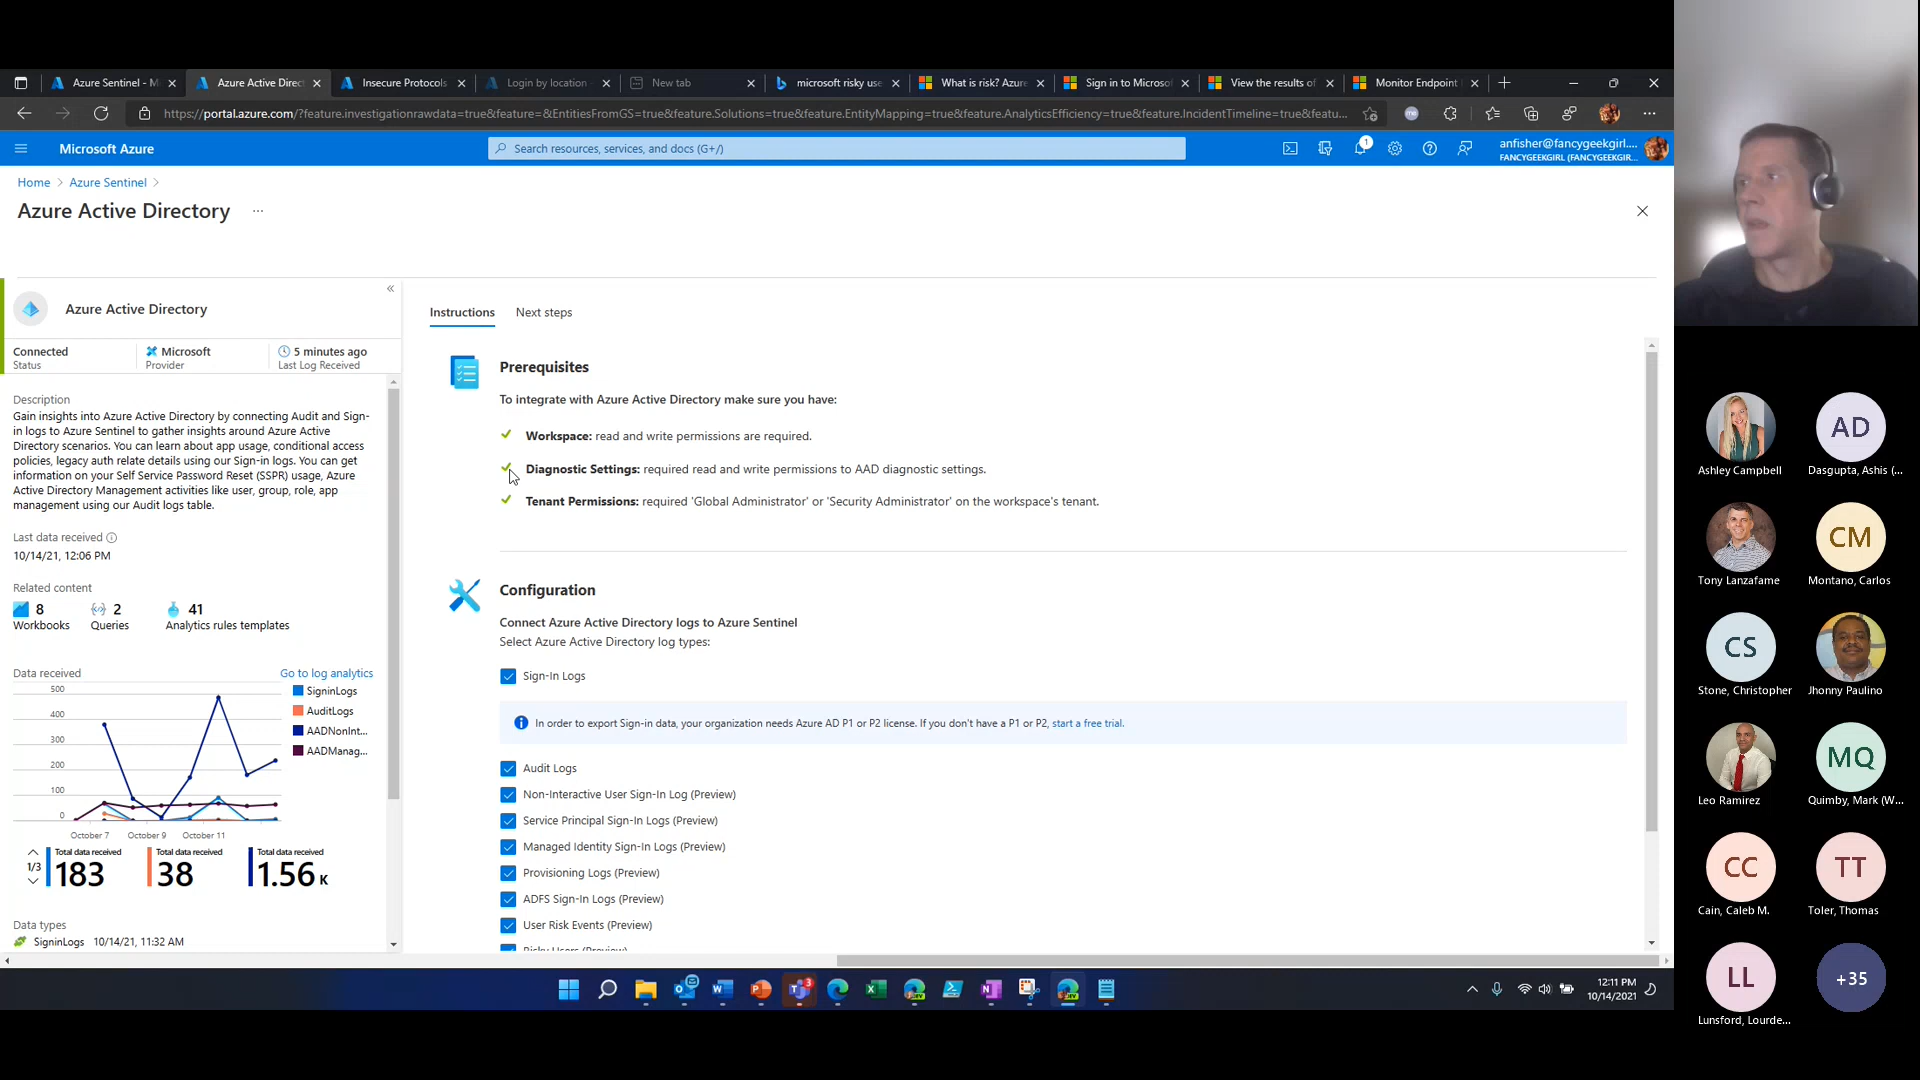 Azure Sentinel - M
Azure Active Direc
Insecure Protocols
Login by location -
New tab
microsoft risky use
What is risk? Azure
Sign in to Microsof
View the results of
Monitor Endpoint
https://portal.azure.com/?feature.investigationrawdata=true&feature=&EntitiesFromGS=true&feature.Solutions=true&feature.EntityMapping=true&feature.AnalyticsEfficiency=true&feature.IncidentTimeline=true&featu...
Microsoft Azure
Search resources, services, and docs (G+/)
1
anfisher@fancygeekgirl....
FANCYGEEKGIRL (FANCYGEEKGIR...
Home > Azure Sentinel >
Azure Active Directory ...
Azure Active Directory
Connected
Status
Microsoft
Provider
5 minutes ago
Last Log Received
Description
Gain insights into Azure Active Directory by connecting Audit and Sign-
in logs to Azure Sentinel to gather insights around Azure Active
Directory scenarios. You can learn about app usage, conditional access
policies, legacy auth relate details using our Sign-in logs. You can get
information on your Self Service Password Reset (SSPR) usage, Azure
Active Directory Management activities like user, group, role, app
management using our Audit logs table.
Last data received
10/14/21, 12:06 PM
Related content
8
Workbooks
2
Queries
41
Analytics rules templates
Data received
Go to log analytics
500
400
300
200
100
0
October 7
October 9
October 11
SigninLogs
AuditLogs
AADNonInt...
AADManag...
1/3
Total data received
183
Total data received
38
Total data received
1.56 K
Data types
SigninLogs 10/14/21, 11:32 AM
Instructions
Next steps
Prerequisites
To integrate with Azure Active Directory make sure you have:
Workspace: read and write permissions are required.
Diagnostic Settings: required read and write permissions to AAD diagnostic settings.
Tenant Permissions: required 'Global Administrator' or 'Security Administrator' on the workspace's tenant.
Configuration
Connect Azure Active Directory logs to Azure Sentinel
Select Azure Active Directory log types:
Sign-In Logs
In order to export Sign-in data, your organization needs Azure AD P1 or P2 license. If you don't have a P1 or P2, start a free trial.
Audit Logs
Non-Interactive User Sign-In Log (Preview)
Service Principal Sign-In Logs (Preview)
Managed Identity Sign-In Logs (Preview)
Provisioning Logs (Preview)
ADFS Sign-In Logs (Preview)
User Risk Events (Preview)
Risky Users (Preview)
3
12:11 PM
10/14/2021
Ashley Campbell
AD
Dasgupta, Ashis (...
Tony Lanzafame
CM
Montano, Carlos
CS
Stone, Christopher
Jhonny Paulino
Leo Ramirez
MQ
Quimby, Mark (W...
CC
Cain, Caleb M.
TT
Toler, Thomas
LL
Lunsford, Lourde...
+35